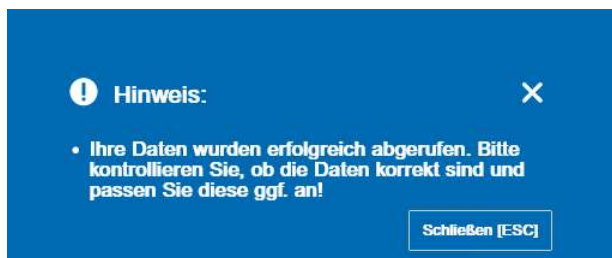 Hinweis:
• Ihre Daten wurden erfolgreich abgerufen. Bitte
kontrollieren Sie, ob die Daten korrekt sind und
passen Sie diese ggf. an!
Schließen [ESC]